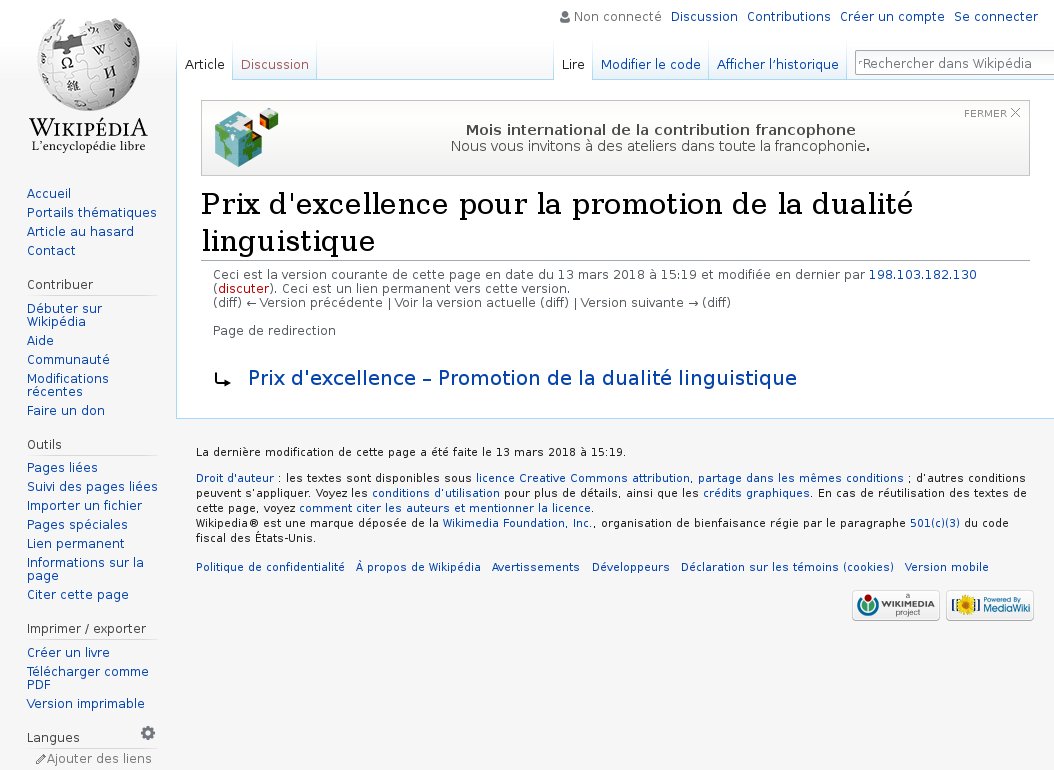 Non connecté Discussion Contributions Créer un compte Se connecter
Article Discussion Lire Modifier le code Afficher l’historique Rechercher dans Wikipédia
WIKIPÉDIA
L'encyclopédie libre
Accueil
Portails thématiques
Article au hasard
Contact
Contribuer
Débuter sur
Wikipédia
Aide
Communauté
Modifications
récentes
Faire un don
Outils
Pages liées
Suivi des pages liées
Importer un fichier
Pages spéciales
Lien permanent
Informations sur la
page
Citer cette page
Imprimer / exporter
Créer un livre
Télécharger comme
PDF
Version imprimable
Langues
Ajouter des liens
FERMER
Mois international de la contribution francophone
Nous vous invitons à des ateliers dans toute la francophonie.
Prix d'excellence pour la promotion de la dualité
linguistique
Ceci est la version courante de cette page en date du 13 mars 2018 à 15:19 et modifiée en dernier par 198.103.182.130
(discuter). Ceci est un lien permanent vers cette version.
(diff) ← Version précédente | Voir la version actuelle (diff) | Version suivante → (diff)
Page de redirection
Prix d'excellence – Promotion de la dualité linguistique
La dernière modification de cette page a été faite le 13 mars 2018 à 15:19.
Droit d'auteur : les textes sont disponibles sous licence Creative Commons attribution, partage dans les mêmes conditions ; d’autres conditions
peuvent s’appliquer. Voyez les conditions d’utilisation pour plus de détails, ainsi que les crédits graphiques. En cas de réutilisation des textes de
cette page, voyez comment citer les auteurs et mentionner la licence.
Wikipedia® est une marque déposée de la Wikimedia Foundation, Inc., organisation de bienfaisance régie par le paragraphe 501(c)(3) du code
fiscal des États-Unis.
Politique de confidentialité À propos de Wikipédia Avertissements Développeurs Déclaration sur les témoins (cookies) Version mobile
a
WIKIMEDIA
project
Powered By
MediaWiki